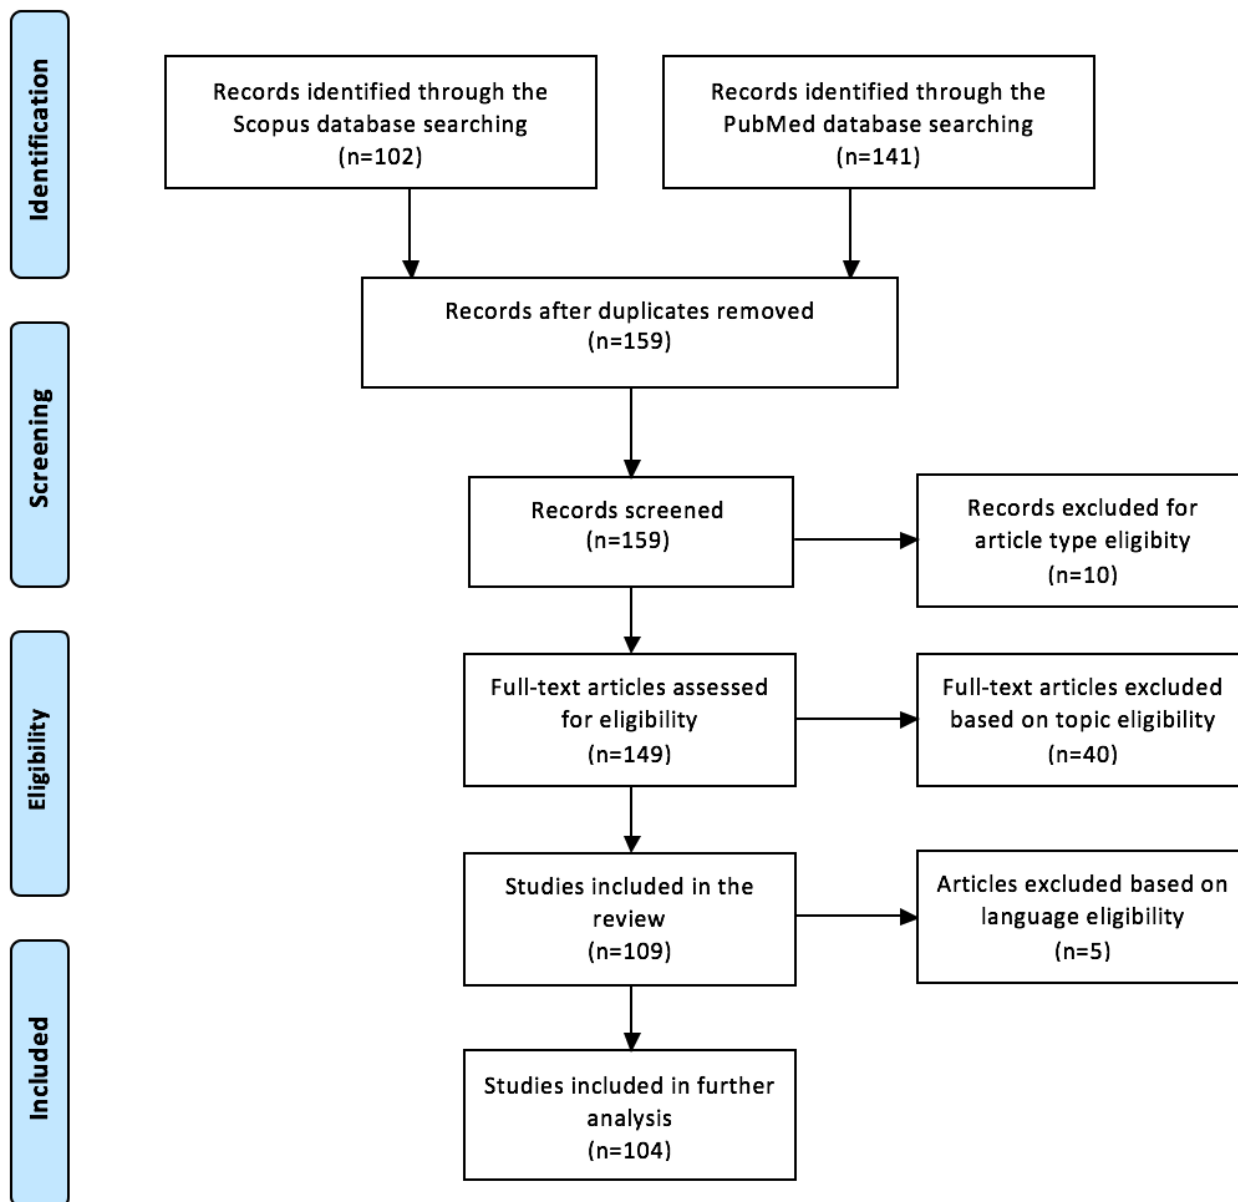 Identification
Records identified through the
Scopus database searching
(n=102)
Records identified through the
PubMed database searching
(n=141)
Records after duplicates removed
(n=159)
Screening
Records screened
(n=159)
Records excluded for
article type eligibity
(n=10)
Eligibility
Full-text articles assessed
for eligibility
(n=149)
Full-text articles excluded
based on topic eligibility
(n=40)
Studies included in the
review
(n=109)
Articles excluded based on
language eligibility
(n=5)
Included
Studies included in further
analysis
(n=104)